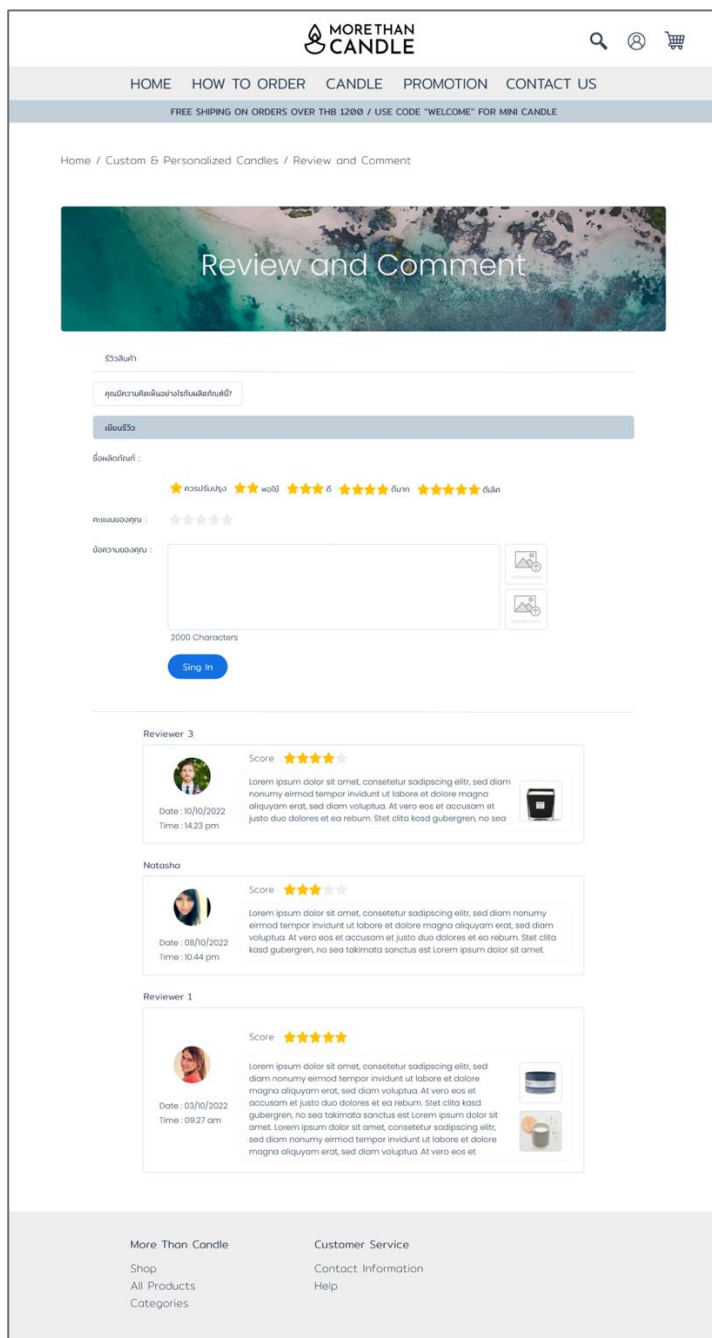 MORE THAN
CANDLE
HOME HOW TO ORDER CANDLE PROMOTION CONTACT US
FREE SHIPING ON ORDERS OVER THB 1200 / USE CODE “WELCOME” FOR MINI CANDLE
Home / Custom & Personalized Candles / Review and Comment
Review and Comment
รีวิวสินค้า
คุณมีความคิดเห็นอย่างไรกับผลิตภัณฑ์นี้?
เขียนรีวิว
ชื่อผลิตภัณฑ์ :
ควรปรับปรุง พอใช้ ดี ดีมาก ดีเลิศ
คะแนนของคุณ :
ข้อความของคุณ :
2000 Characters
Sing In
Reviewer 3
Score
Lorem ipsum dolor sit amet, consetetur sadipscing elitr, sed diam
nonumy eirmod tempor invidunt ut labore et dolore magna
aliquyam erat, sed diam voluptua. At vero eos et accusam et
justo duo dolores et ea rebum. Stet clita kasd gubergren, no sea
Date : 10/10/2022
Time : 14.23 pm
Natasha
Score
Lorem ipsum dolor sit amet, consetetur sadipscing elitr, sed diam nonumy
eirmod tempor invidunt ut labore et dolore magna aliquyam erat, sed diam
voluptua. At vero eos et accusam et justo duo dolores et ea rebum. Stet clita
kasd gubergren, no sea takimata sanctus est Lorem ipsum dolor sit amet.
Date : 08/10/2022
Time : 10.44 pm
Reviewer 1
Score
Lorem ipsum dolor sit amet, consetetur sadipscing elitr, sed
diam nonumy eirmod tempor invidunt ut labore et dolore
magna aliquyam erat, sed diam voluptua. At vero eos et
accusam et justo duo dolores et ea rebum. Stet clita kasd
gubergren, no sea takimata sanctus est Lorem ipsum dolor sit
amet. Lorem ipsum dolor sit amet, consetetur sadipscing elitr,
sed diam nonumy eirmod tempor invidunt ut labore et dolore
magna aliquyam erat, sed diam voluptua. At vero eos et
Date : 03/10/2022
Time : 09.27 am
More Than Candle
Shop
All Products
Categories
Customer Service
Contact Information
Help